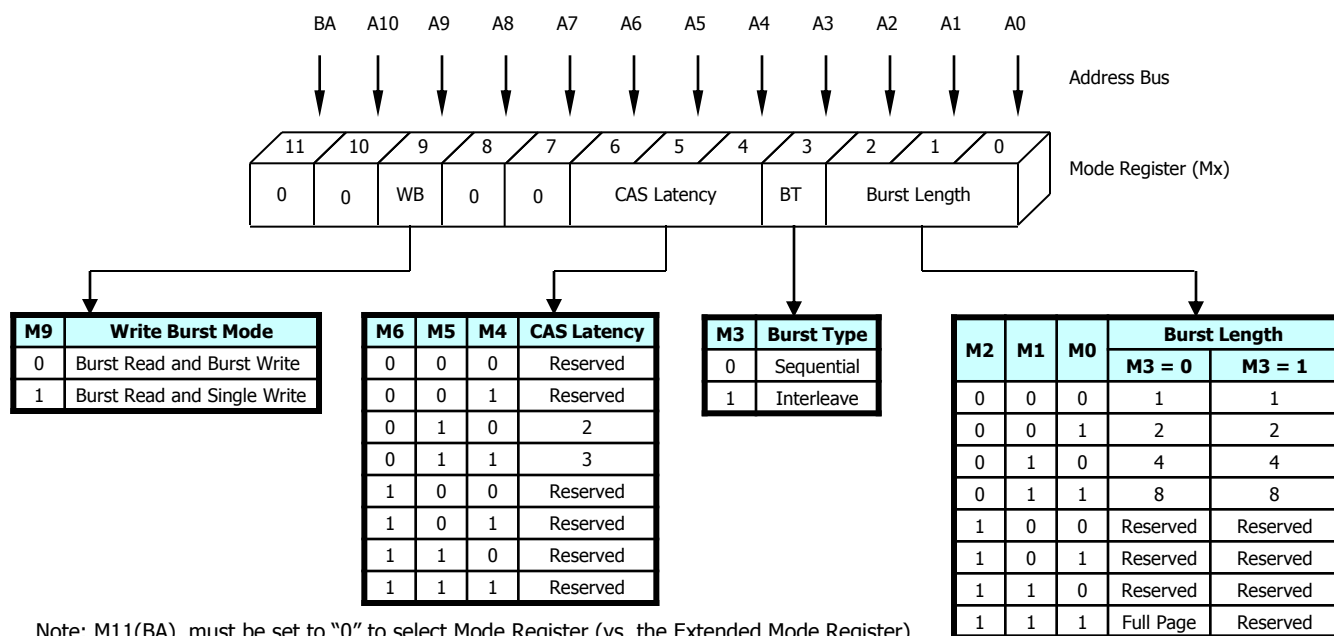 BA A10 A9 A8 A7 A6 A5 A4 A3 A2 A1 A0
Address Bus
11 10 9 8 7 6 5 4 3 2 1 0
Mode Register (Mx)
0 0 WB 0 0 CAS Latency BT Burst Length
M9 Write Burst Mode
0 Burst Read and Burst Write
1 Burst Read and Single Write
M6 M5 M4 CAS Latency
0 0 0 Reserved
0 0 1 Reserved
0 1 0 2
0 1 1 3
1 0 0 Reserved
1 0 1 Reserved
1 1 0 Reserved
1 1 1 Reserved
M3 Burst Type
0 Sequential
1 Interleave
M2 M1 M0 Burst Length
M3 = 0 M3 = 1
0 0 0 1 1
0 0 1 2 2
0 1 0 4 4
0 1 1 8 8
1 0 0 Reserved Reserved
1 0 1 Reserved Reserved
1 1 0 Reserved Reserved
1 1 1 Full Page Reserved
Note: M11(BA) must be set to “0” to select Mode Register (vs. the Extended Mode Register)